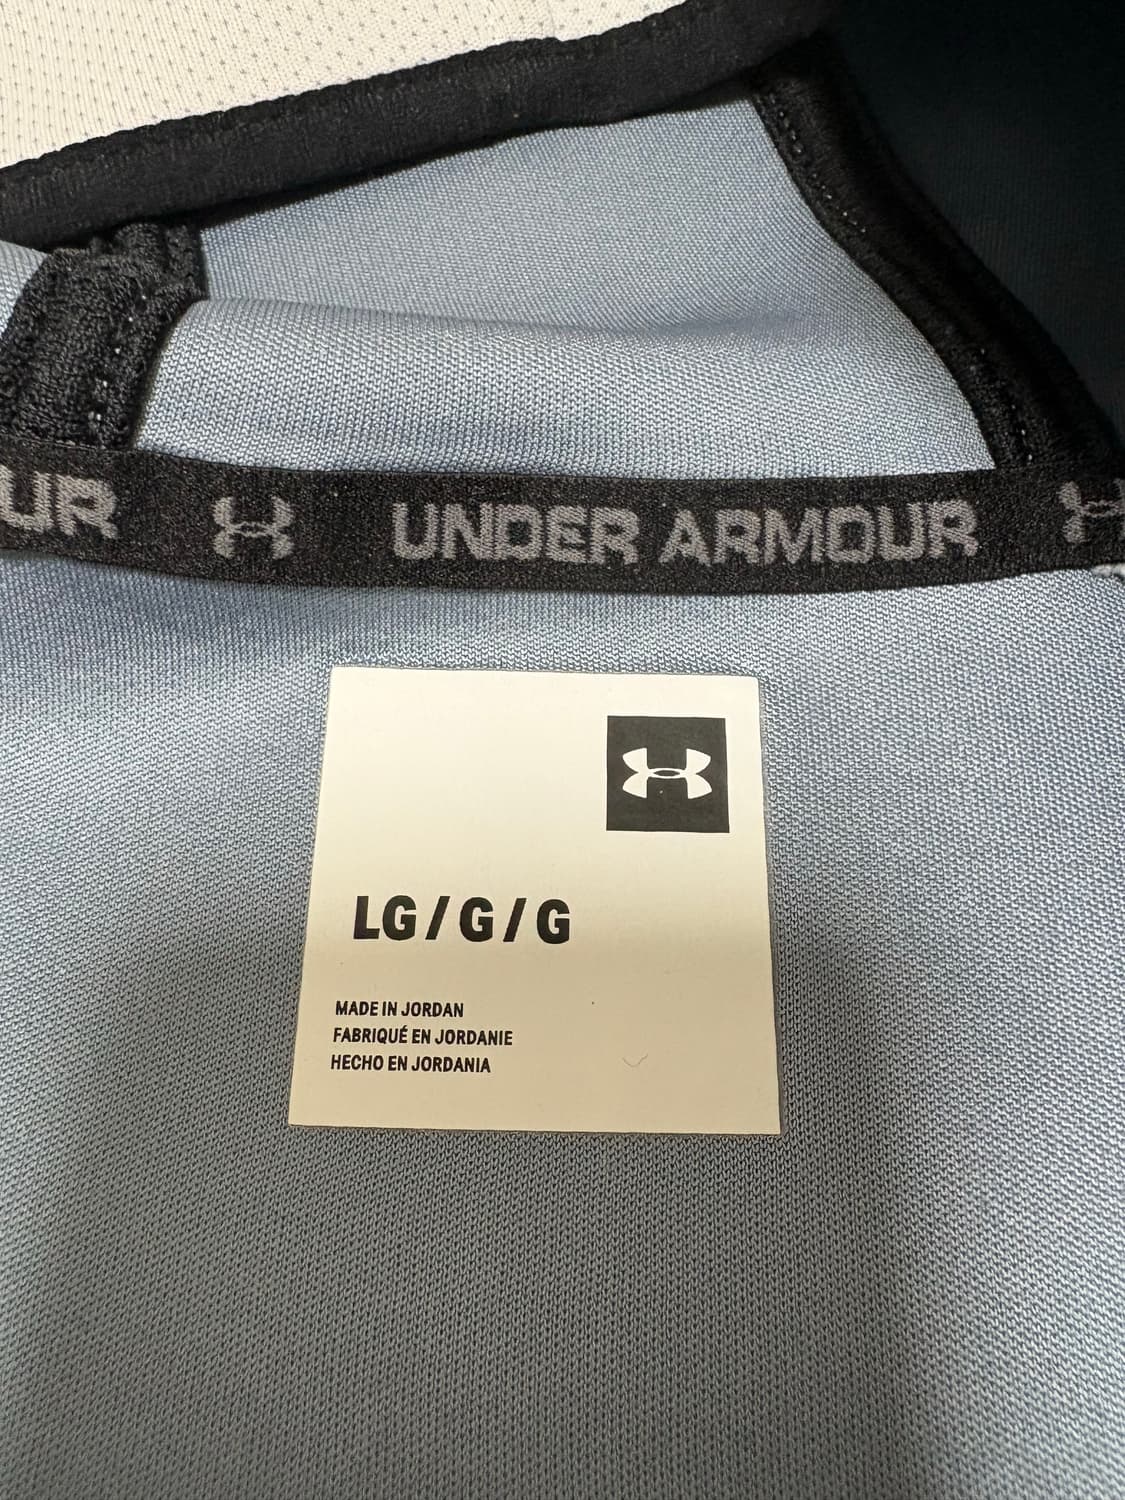 UR UNDER ARMOUR
LG/G/G
MADE IN JORDAN
FABRIQUÉ EN JORDANIE
HECHO EN JORDANIA